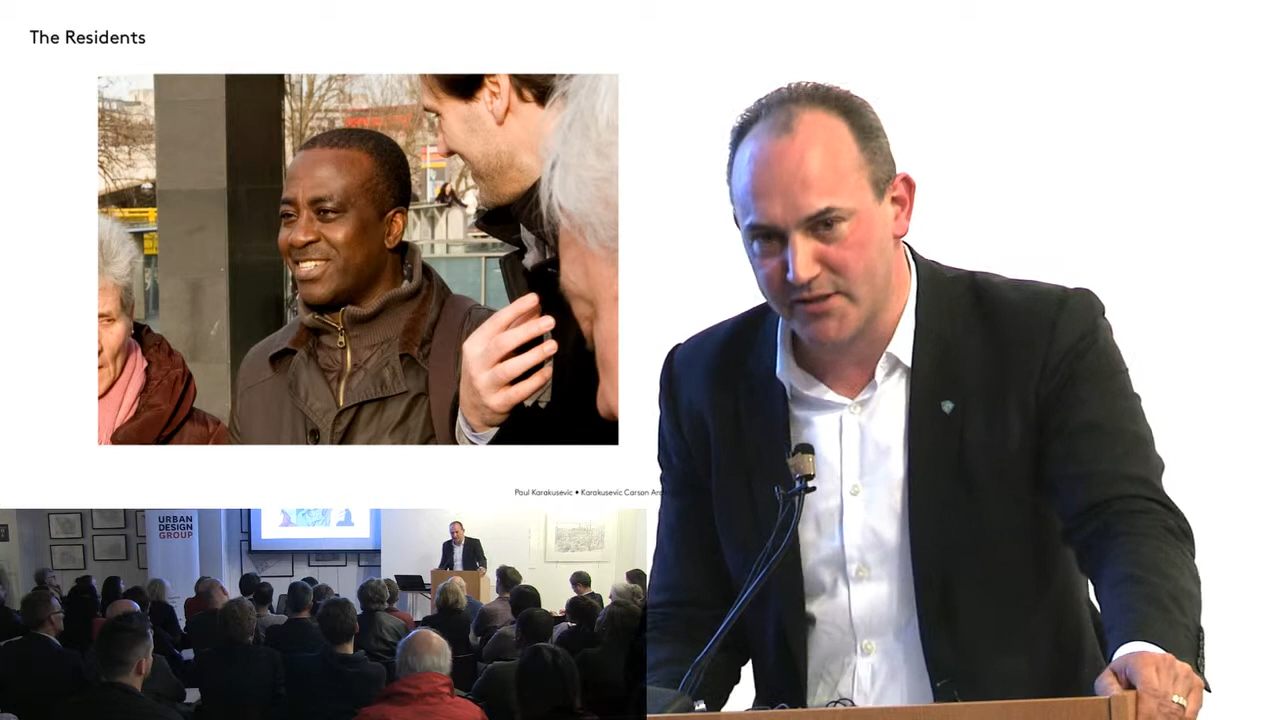 The Residents
Paul Karakusevic • Karakusevic Carson
URBAN
DESIGN
GROUP